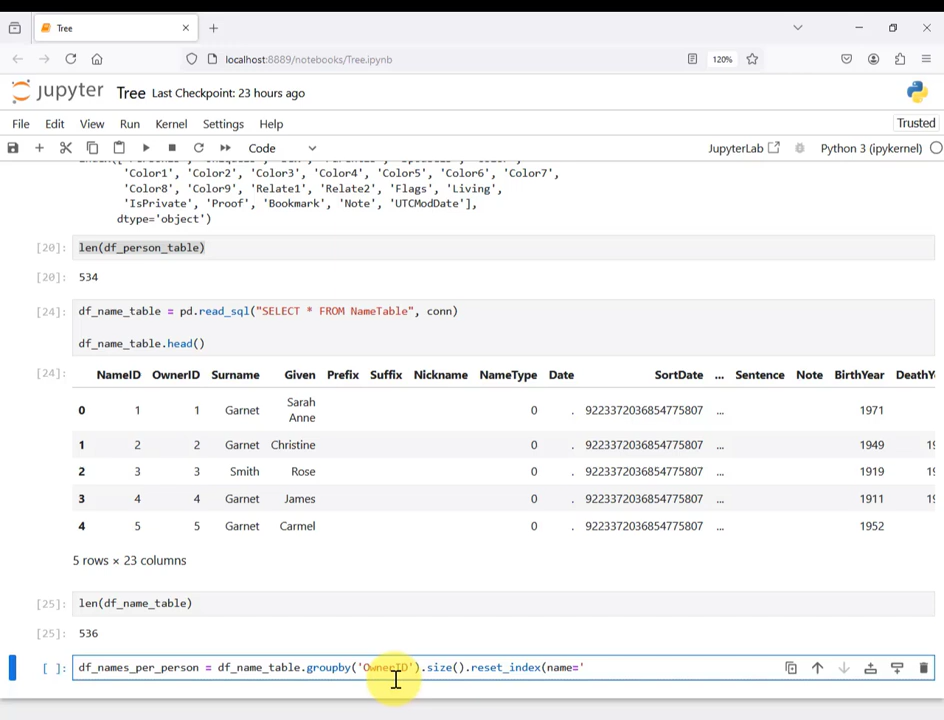 Tree
localhost:8889/notebooks/Tree.ipynb
120%
jupyter Tree Last Checkpoint: 23 hours ago
File Edit View Run Kernel Settings Help
Trusted
Code
JupyterLab
Python 3 (ipykernel)
'Color1', 'Color2', 'Color3', 'Color4', 'Color5', 'Color6', 'Color7',
'Color8', 'Color9', 'Relate1', 'Relate2', 'Flags', 'Living',
'IsPrivate', 'Proof', 'Bookmark', 'Note', 'UTCModDate'],
dtype='object')
[20]: len(df_person_table)
[20]: 534
[24]: df_name_table = pd.read_sql("SELECT * FROM NameTable", conn)
df_name_table.head()
[24]: NameID OwnerID Surname Given Prefix Suffix Nickname NameType Date SortDate ... Sentence Note BirthYear DeathY
0 1 1 Garnet Sarah Anne 0 . 9223372036854775807 ... 1971
1 2 2 Garnet Christine 0 . 9223372036854775807 ... 1949 19
2 3 3 Smith Rose 0 . 9223372036854775807 ... 1919 19
3 4 4 Garnet James 0 . 9223372036854775807 ... 1911 19
4 5 5 Garnet Carmel 0 . 9223372036854775807 ... 1952
5 rows × 23 columns
[25]: len(df_name_table)
[25]: 536
[ ]: df_names_per_person = df_name_table.groupby('OwnerID').size().reset_index(name='